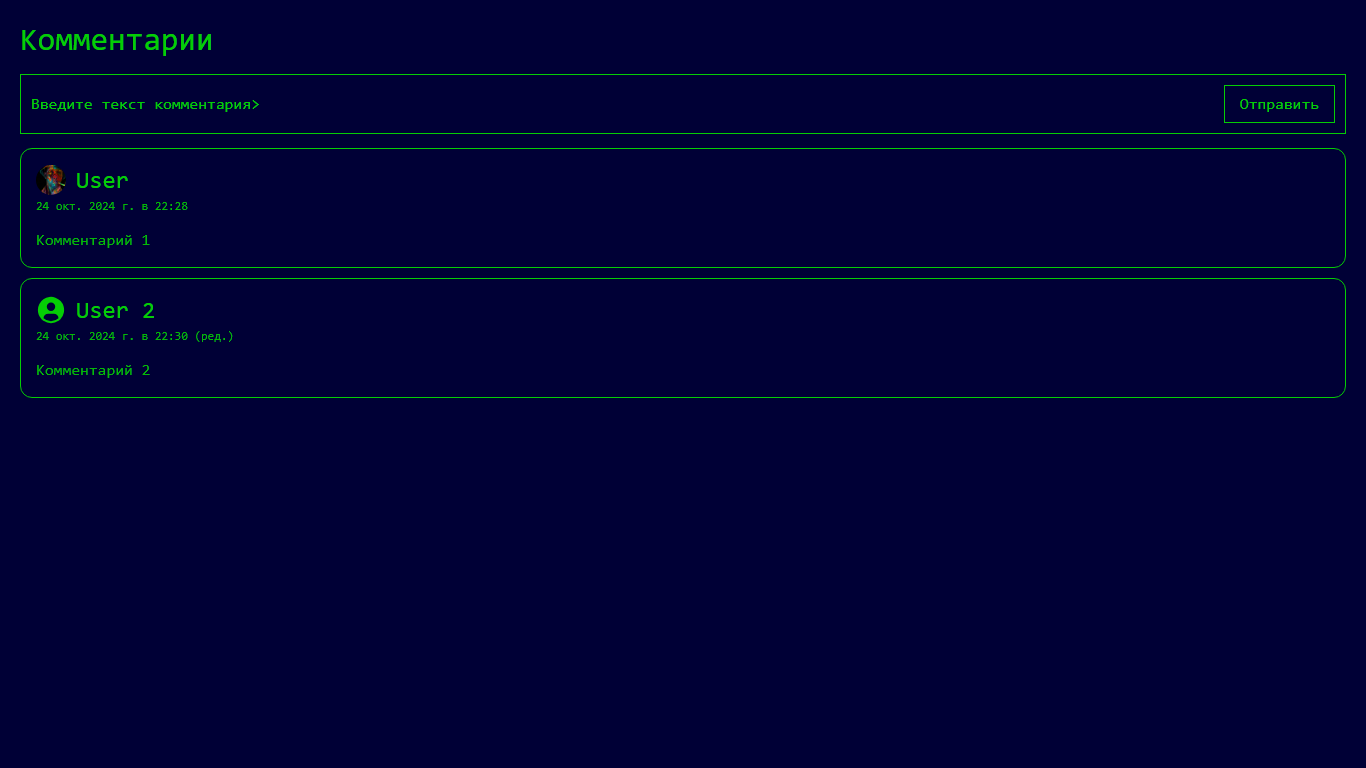 Комментарии
Введите текст комментария>
Отправить
User
24 окт. 2024 г. в 22:28
Комментарий 1
User 2
24 окт. 2024 г. в 22:30 (ред.)
Комментарий 2